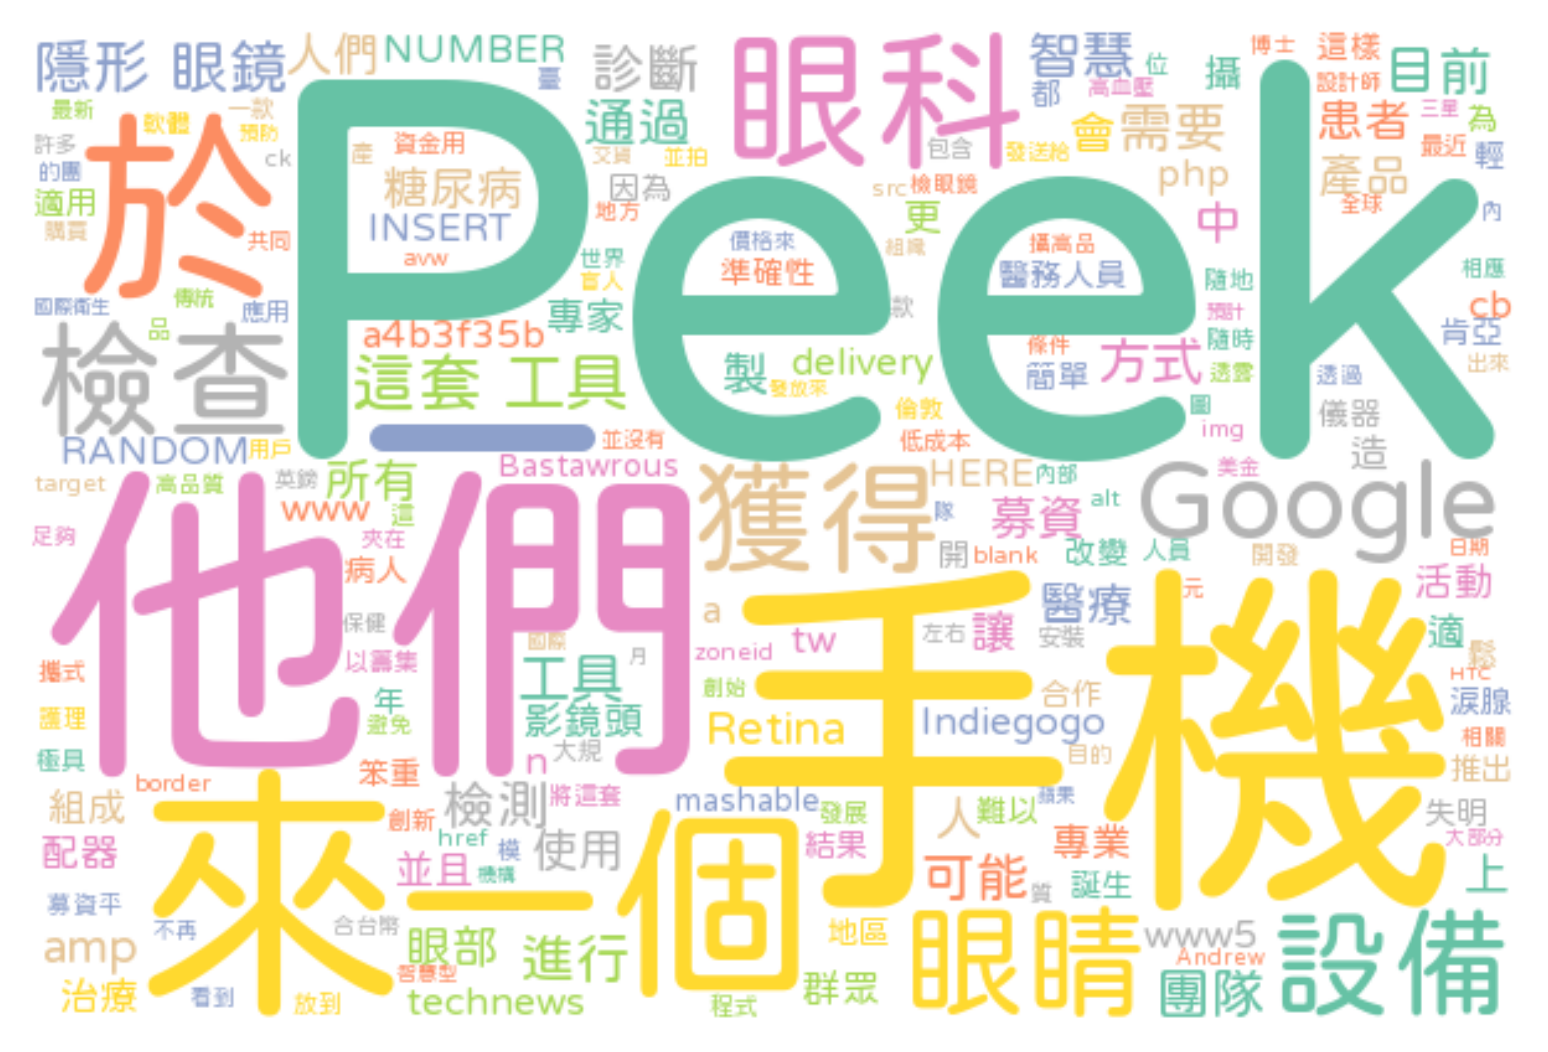 隱形 眼鏡
人們
NUMBER
臺
診斷
眼科
智慧
位
博士
這樣
目前
最新
軟體
一款
預防
通過
都
高血壓
攝
設計師
許多
ck
產
資金用
交貨
並拍
包含
發送給
會
需要
患者
三星
為
最近
輕
的團
於
Peek
糖尿病
因為
src
檢眼鏡
php
產品
適用
購買
共同
INSERT
地方
更
中
全球
內
avw
世界
盲人
價格來
組織
攝高品
準確性
醫務人員
隨地
相應
國際衛生
傳統
應用
品
專家
款
預計
cb
檢查
a4b3f35b
條件
隨時
肯亞
這套 工具
製
delivery
發放來
簡單
方式
透雲
透過
出來
倫敦
圖
儀器
RANDOM
用戶
一
並沒有
低成本
img
造
target
高品質
英鎊
所有
Bastawrous
獲得
HERE
內部
美金
Google
www
這
隊
募資
alt
足夠
他們
夾在
病人
開
blank
改變
人員
開發
日期
活動
手機
保健
國際
a
醫療
元
以籌集
工具
月
zoneid
tw
左右
讓
安裝
適
鬆
攜式
創始
合作
HTC
淚腺
護理
年
避免
影鏡頭
Retina
Indiegogo
相關
極具
笨重
n
大規
目的
推出
border
來
檢測
將這套
mashable
發展
難以
蘋果
失明
組成
創新
href
模
使用
結果
人
專業
大部分
配器
並且
機構
一個
可能
質
誕生
上
募資平
不再
合台幣
眼部
進行
地區
眼睛
www5
設備
amp
智慧型
Andrew
治療
看到
放到
technews
程式
群眾
團隊